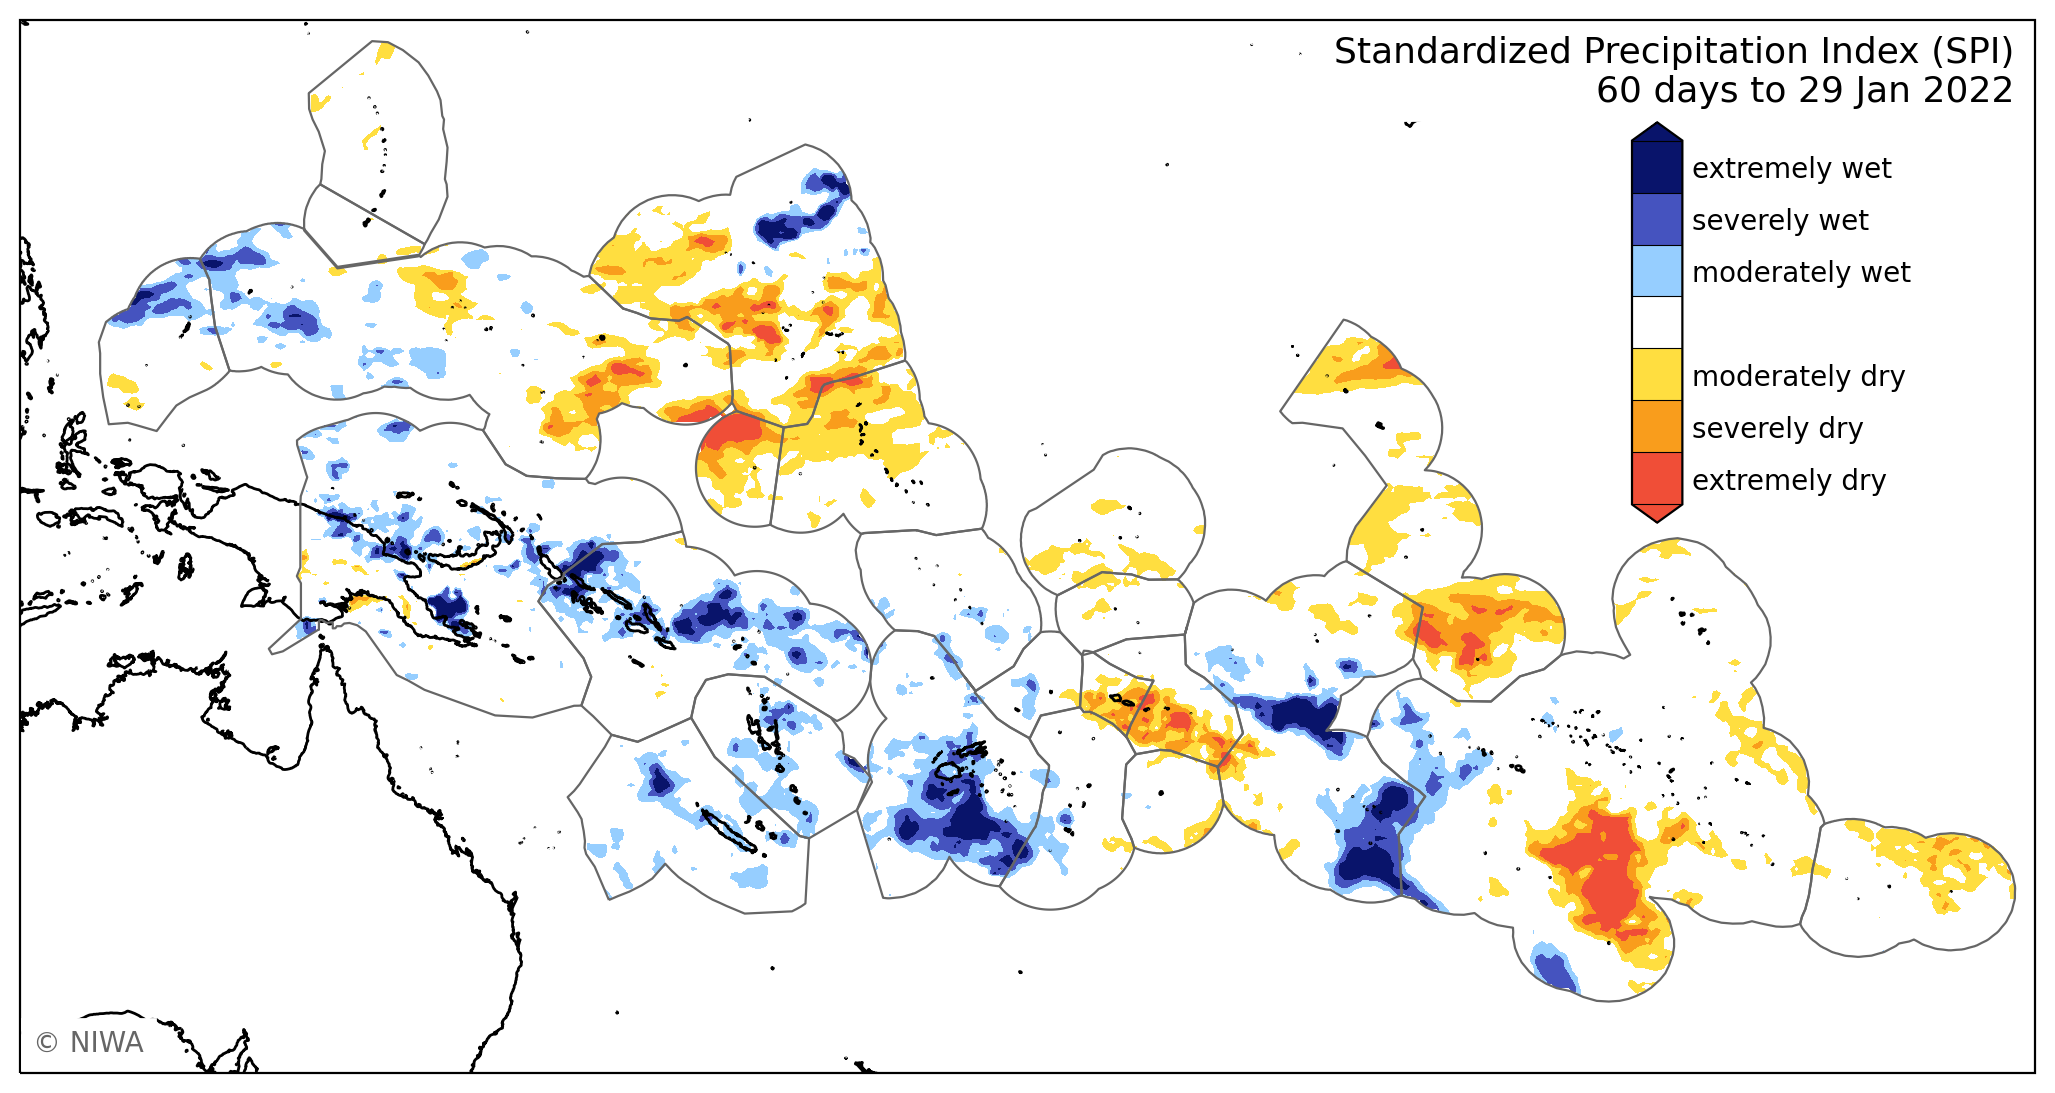 Standardized Precipitation Index (SPI)
60 days to 29 Jan 2022
extremely wet
severely wet
moderately wet
moderately dry
severely dry
extremely dry
© NIWA